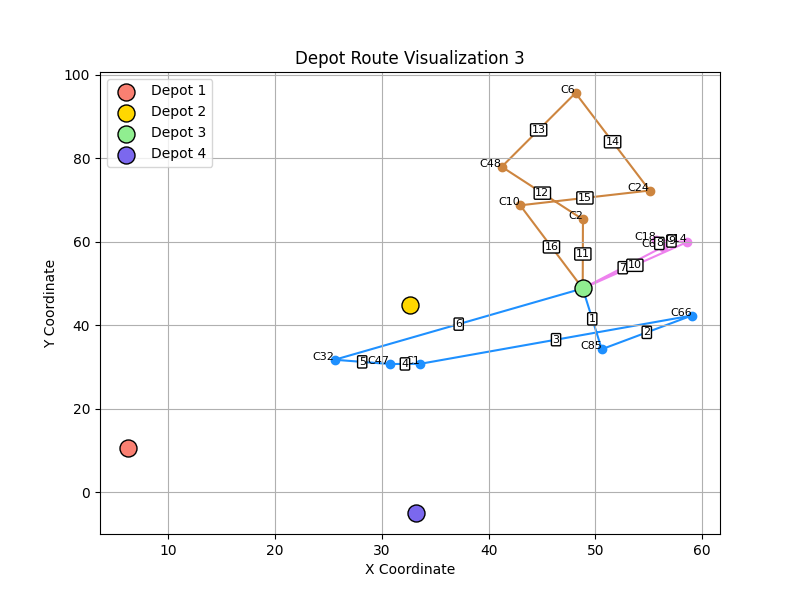 Depot Route Visualization 3
100
80
60
40
20
0
Y Coordinate
10
20
30
40
50
60
X Coordinate
Depot 1
Depot 2
Depot 3
Depot 4
C6
13
14
C48
12
C24
15
C10
C2
C18
8
14
16
11
7
10
1
C66
6
2
3
C85
C32
5
C47
4
C1